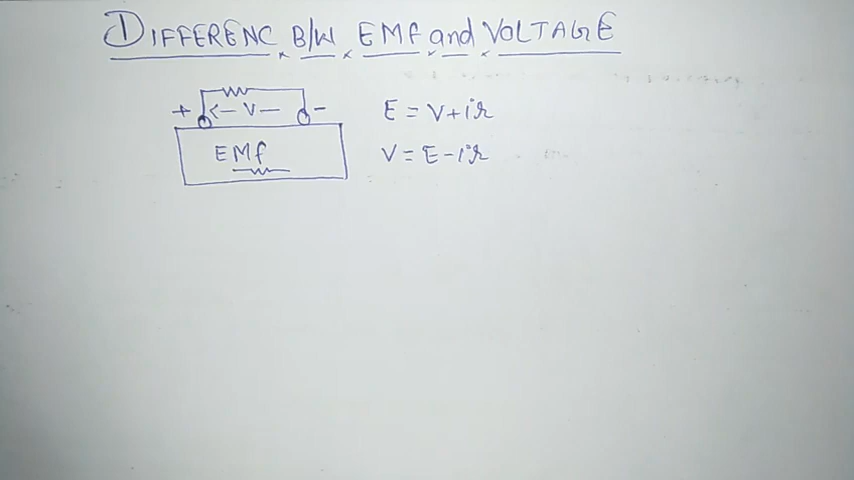 DIFFERENC B/W EMf and VOLTAGE
+ V -
E = V+ir
EMf
V = E-ir